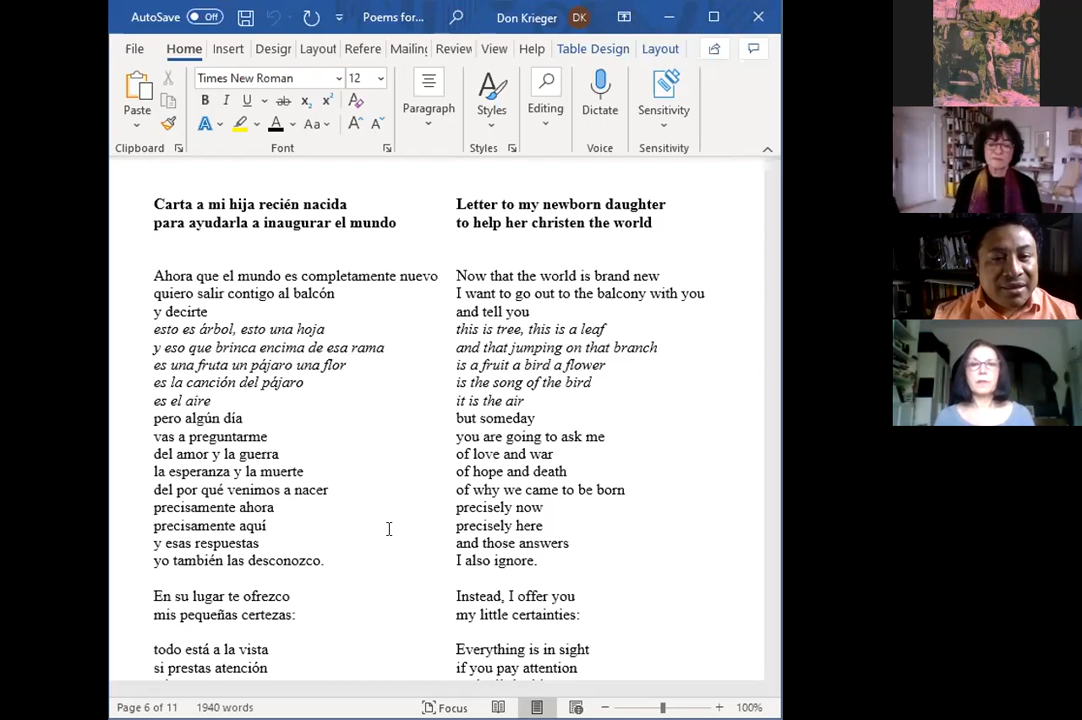 AutoSave Off Poems for... Don Krieger DK
File Home Insert Design Layout Refere Mailing Review View Help Table Design Layout
Times New Roman 12
Paste Paragraph Styles Editing Dictate Sensitivity
B I U ab x₂ x² A
A A Aa A A
Clipboard Font Styles Voice Sensitivity
Carta a mi hija recién nacida
para ayudarla a inaugurar el mundo
Ahora que el mundo es completamente nuevo
quiero salir contigo al balcón
y decirte
esto es árbol, esto una hoja
y eso que brinca encima de esa rama
es una fruta un pájaro una flor
es la canción del pájaro
es el aire
pero algún día
vas a preguntarme
del amor y la guerra
la esperanza y la muerte
del por qué venimos a nacer
precisamente ahora
precisamente aquí
y esas respuestas
yo también las desconozco.
En su lugar te ofrezco
mis pequeñas certezas:
todo está a la vista
si prestas atención
Letter to my newborn daughter
to help her christen the world
Now that the world is brand new
I want to go out to the balcony with you
and tell you
this is tree, this is a leaf
and that jumping on that branch
is a fruit a bird a flower
is the song of the bird
it is the air
but someday
you are going to ask me
of love and war
of hope and death
of why we came to be born
precisely now
precisely here
and those answers
I also ignore.
Instead, I offer you
my little certainties:
Everything is in sight
if you pay attention
Page 6 of 11 1940 words Focus 100%